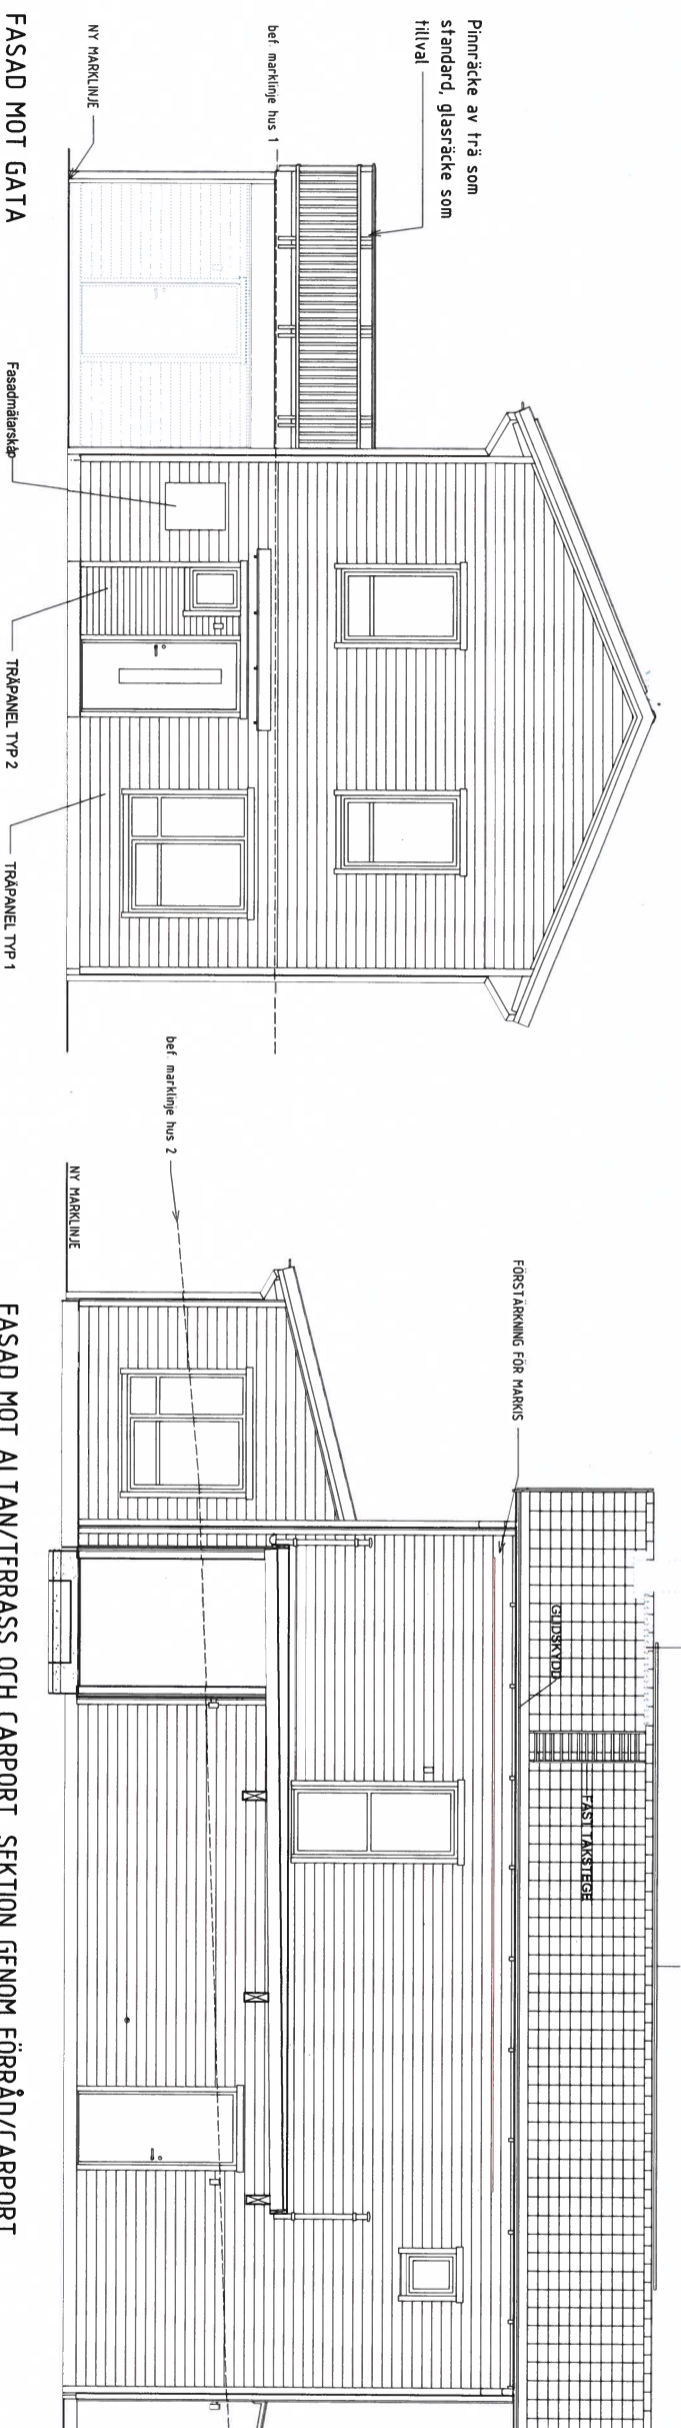 Pinnräcke av trä som
standard, glasräcke som
tillval
bef. marklinje hus 1
NY MARKLINJE
FASAD MOT GATA
Fasadmätarskåp
TRÄPANEL TYP 2
TRÄPANEL TYP 1
bef. marklinje hus 2
NY MARKLINJE
FÖRSTÄRKNING FÖR MARKIS
GLIDSKYDD
FAST TAKSTEGE
FASAD MOT ALTAN/TERRASS OCH CARPORT SEKTION GENOM FÖRRÅD/CARPORT